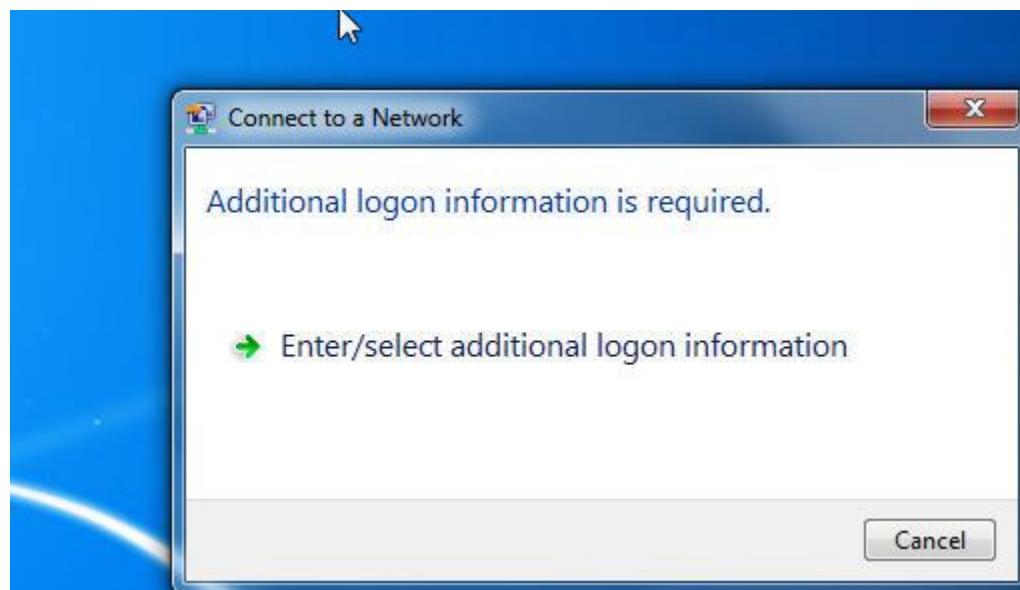 Connect to a Network
Additional logon information is required.
Enter/select additional logon information
Cancel